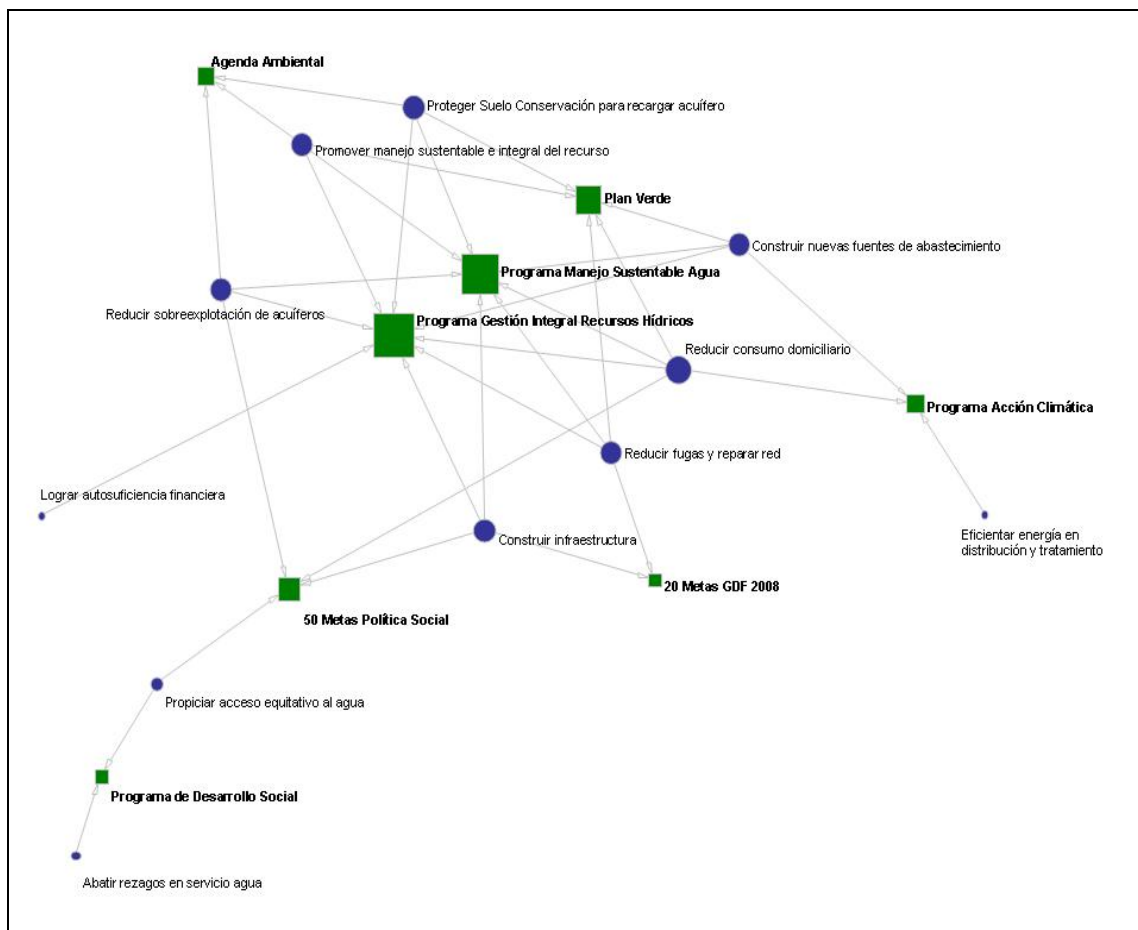 Agenda Ambiental
Proteger Suelo Conservación para recargar acuífero
Promover manejo sustentable e integral del recurso
Plan Verde
Construir nuevas fuentes de abastecimiento
Programa Manejo Sustentable Agua
Reducir sobreexplotación de acuíferos
Programa Gestión Integral Recursos Hídricos
Reducir consumo domiciliario
Programa Acción Climática
Reducir fugas y reparar red
Lograr autosuficiencia financiera
Construir infraestructura
Eficientar energía en
distribución y tratamiento
20 Metas GDF 2008
50 Metas Política Social
Propiciar acceso equitativo al agua
Programa de Desarrollo Social
Abatir rezagos en servicio agua